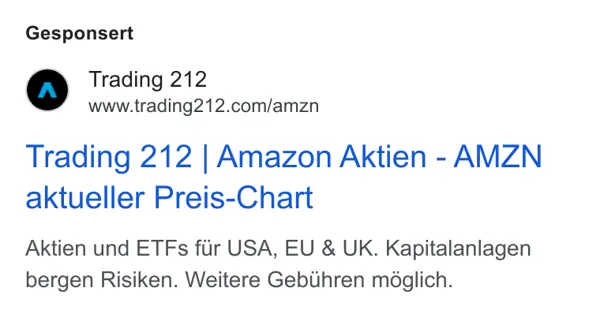 Gesponsert
Trading 212
www.trading212.com/amzn
Trading 212 | Amazon Aktien - AMZN
aktueller Preis-Chart
Aktien und ETFs für USA, EU & UK. Kapitalanlagen
bergen Risiken. Weitere Gebühren möglich.